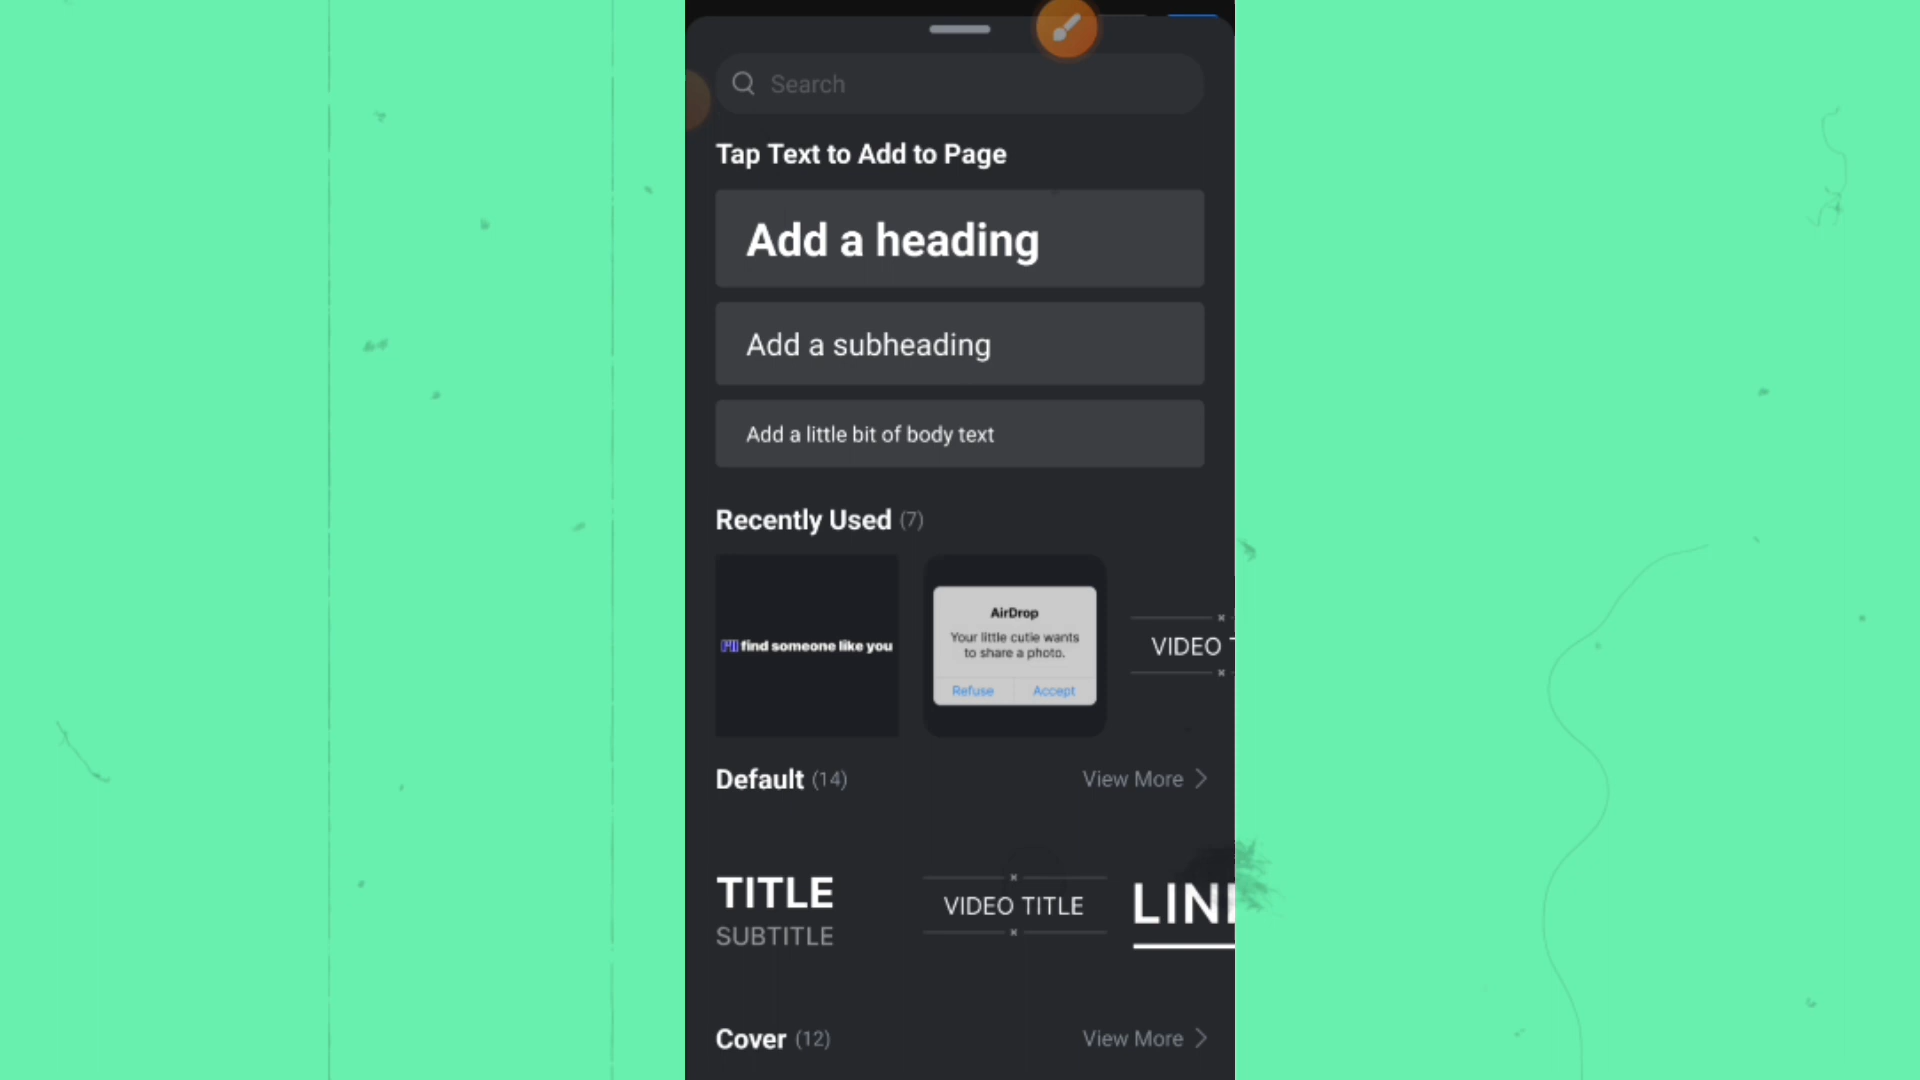 Search
Tap Text to Add to Page
Add a heading
Add a subheading
Add a little bit of body text
Recently Used (7)
I'll find someone like you
AirDrop
Your little cutie wants
to share a photo.
Refuse Accept
VIDEO T
Default (14)
View More
TITLE
SUBTITLE
VIDEO TITLE
LINE
Cover (12)
View More